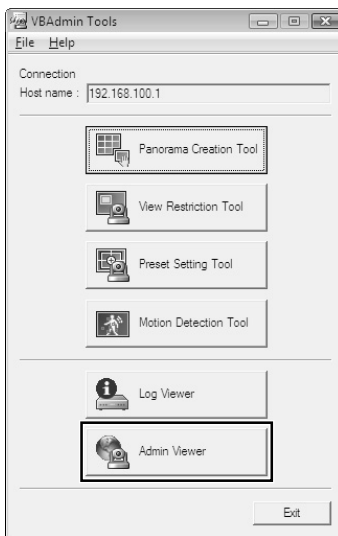 VBAdmin Tools
File Help
Connection
Host name : 192.168.100.1
Panorama Creation Tool
View Restriction Tool
Preset Setting Tool
Motion Detection Tool
Log Viewer
Admin Viewer
Exit